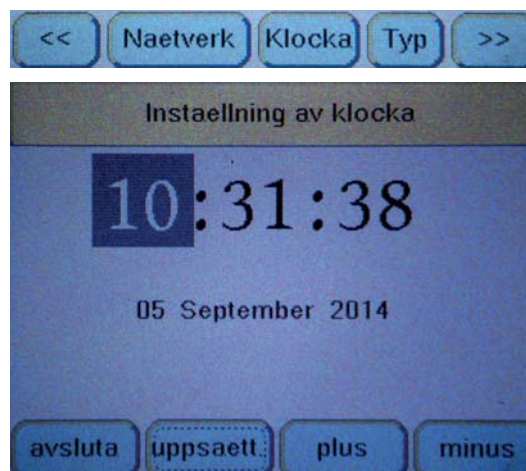 << Naetverk Klocka Typ >>
Instaellning av klocka
10:31:38
05 September 2014
avsluta uppsaett. plus minus